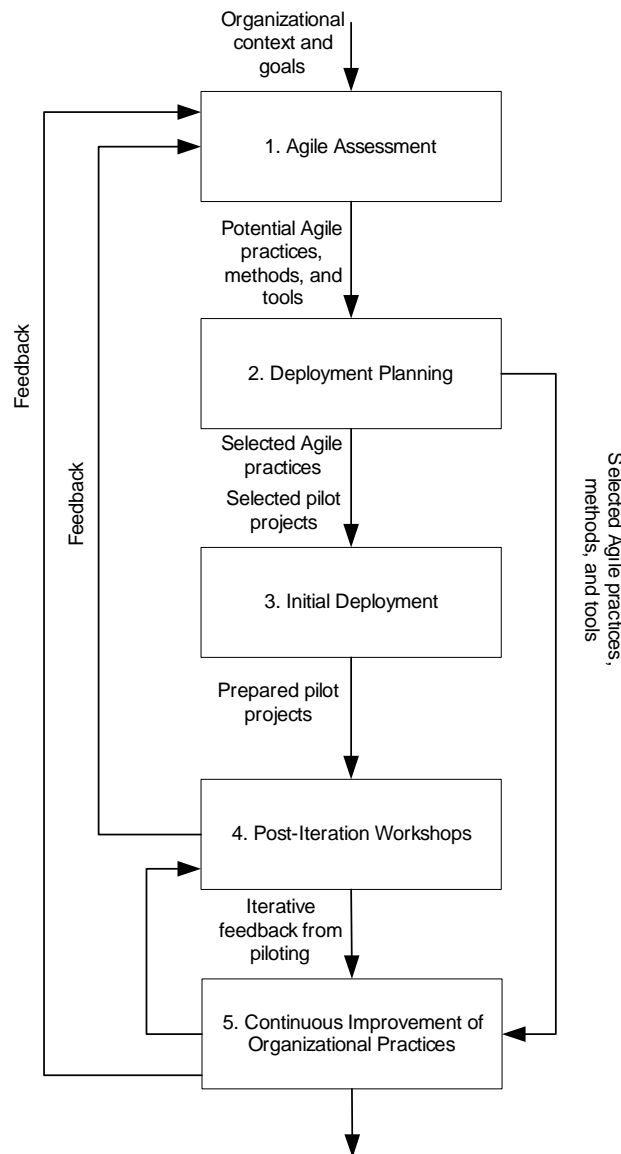 Organizational
context and
goals
1. Agile Assessment
Potential Agile
practices,
methods, and
tools
2. Deployment Planning
Selected Agile
practices
Selected pilot
projects
3. Initial Deployment
Prepared pilot
projects
4. Post-Iteration Workshops
Iterative
feedback from
piloting
5. Continuous Improvement of
Organizational Practices
Feedback
Feedback
Selected Agile practices,
methods, and tools